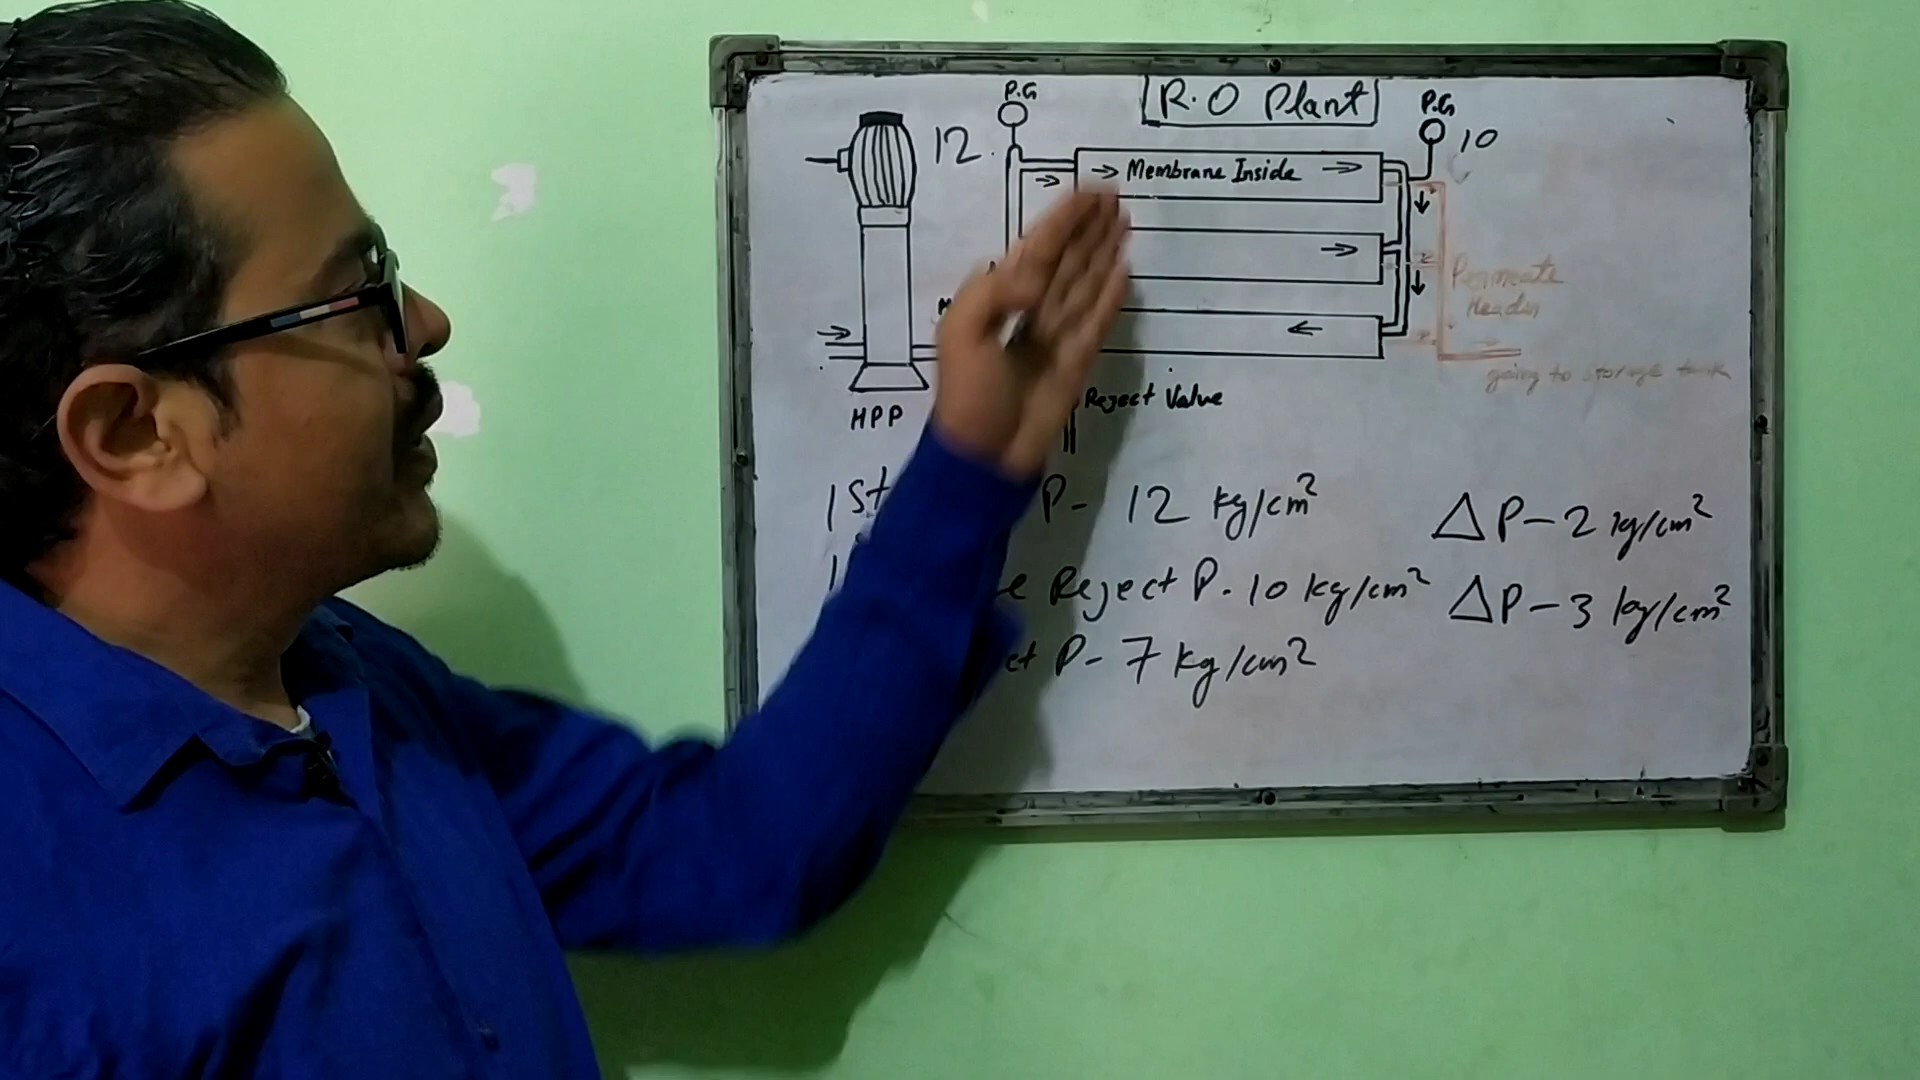 R.O Plant
P.G
P.G
12
10
Membrane Inside
Permeate
Header
going to storage tank
HPP
Reject Valve
1st P- 12 kg/cm²
ΔP-2 kg/cm²
Reject P. 10 kg/cm²
ΔP-3 kg/cm²
P- 7 kg/cm²